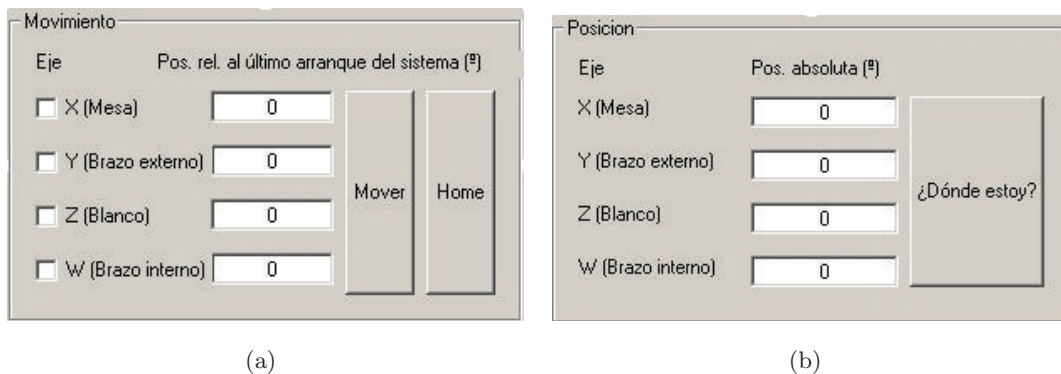 Movimiento
Eje Pos. rel. al último arranque del sistema (º)
X (Mesa) 0
Y (Brazo externo) 0
Z (Blanco) 0
W (Brazo interno) 0
Mover Home
(a)
Posicion
Eje Pos. absoluta (º)
X (Mesa) 0
Y (Brazo externo) 0
Z (Blanco) 0
W (Brazo interno) 0
¿Dónde estoy?
(b)